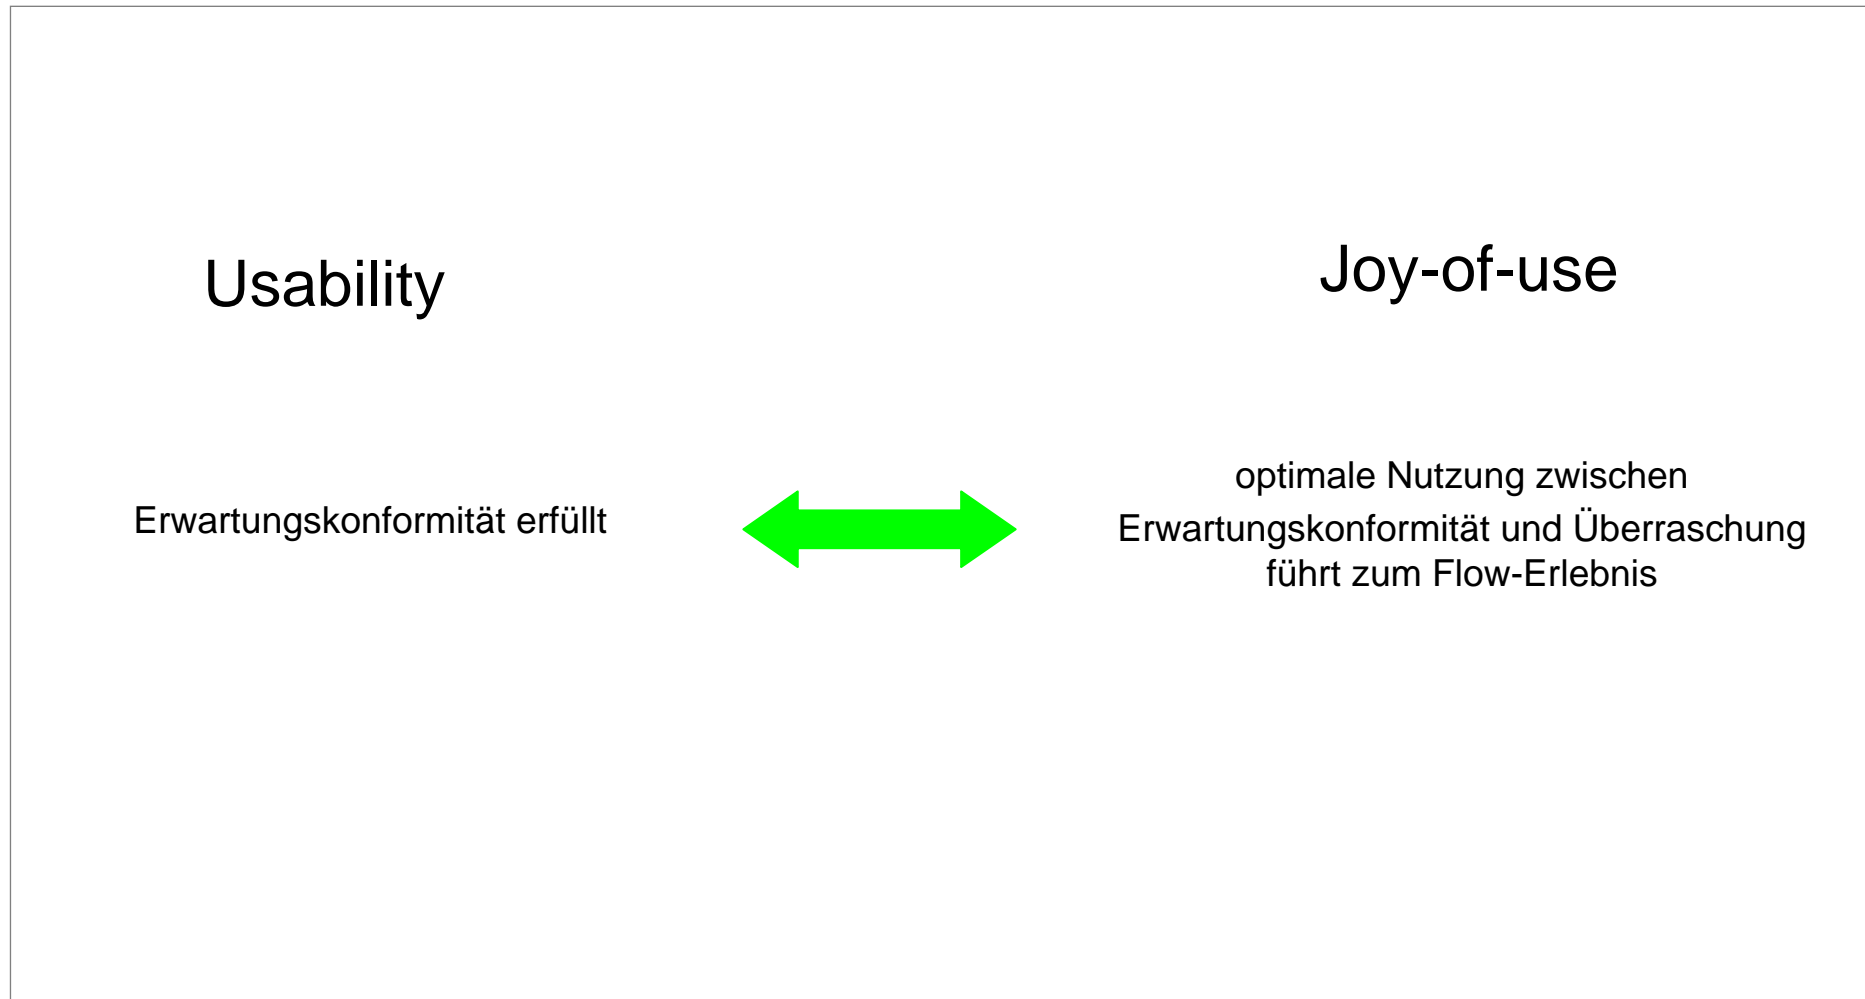 Usability
Joy-of-use
Erwartungskonformität erfüllt
optimale Nutzung zwischen
Erwartungskonformität und Überraschung
führt zum Flow-Erlebnis